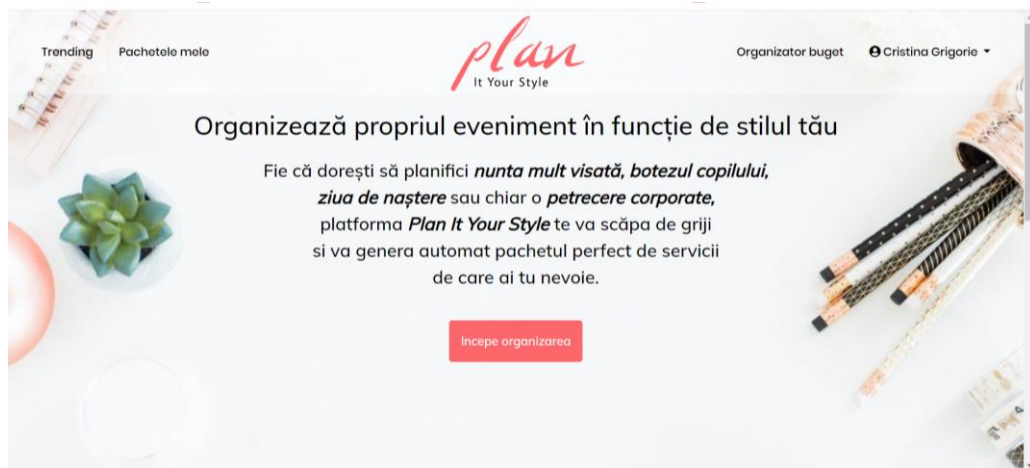 Trending
Pachetele mele
plan
It Your Style
Organizator buget
Cristina Grigorie
Organizează propriul eveniment în funcție de stilul tău
Fie că dorești să planifici nunta mult visată, botezul copilului,
ziua de naștere sau chiar o petrecere corporate,
platforma Plan It Your Style te va scăpa de griji
si va genera automat pachetul perfect de servicii
de care ai tu nevoie.
Incepe organizarea